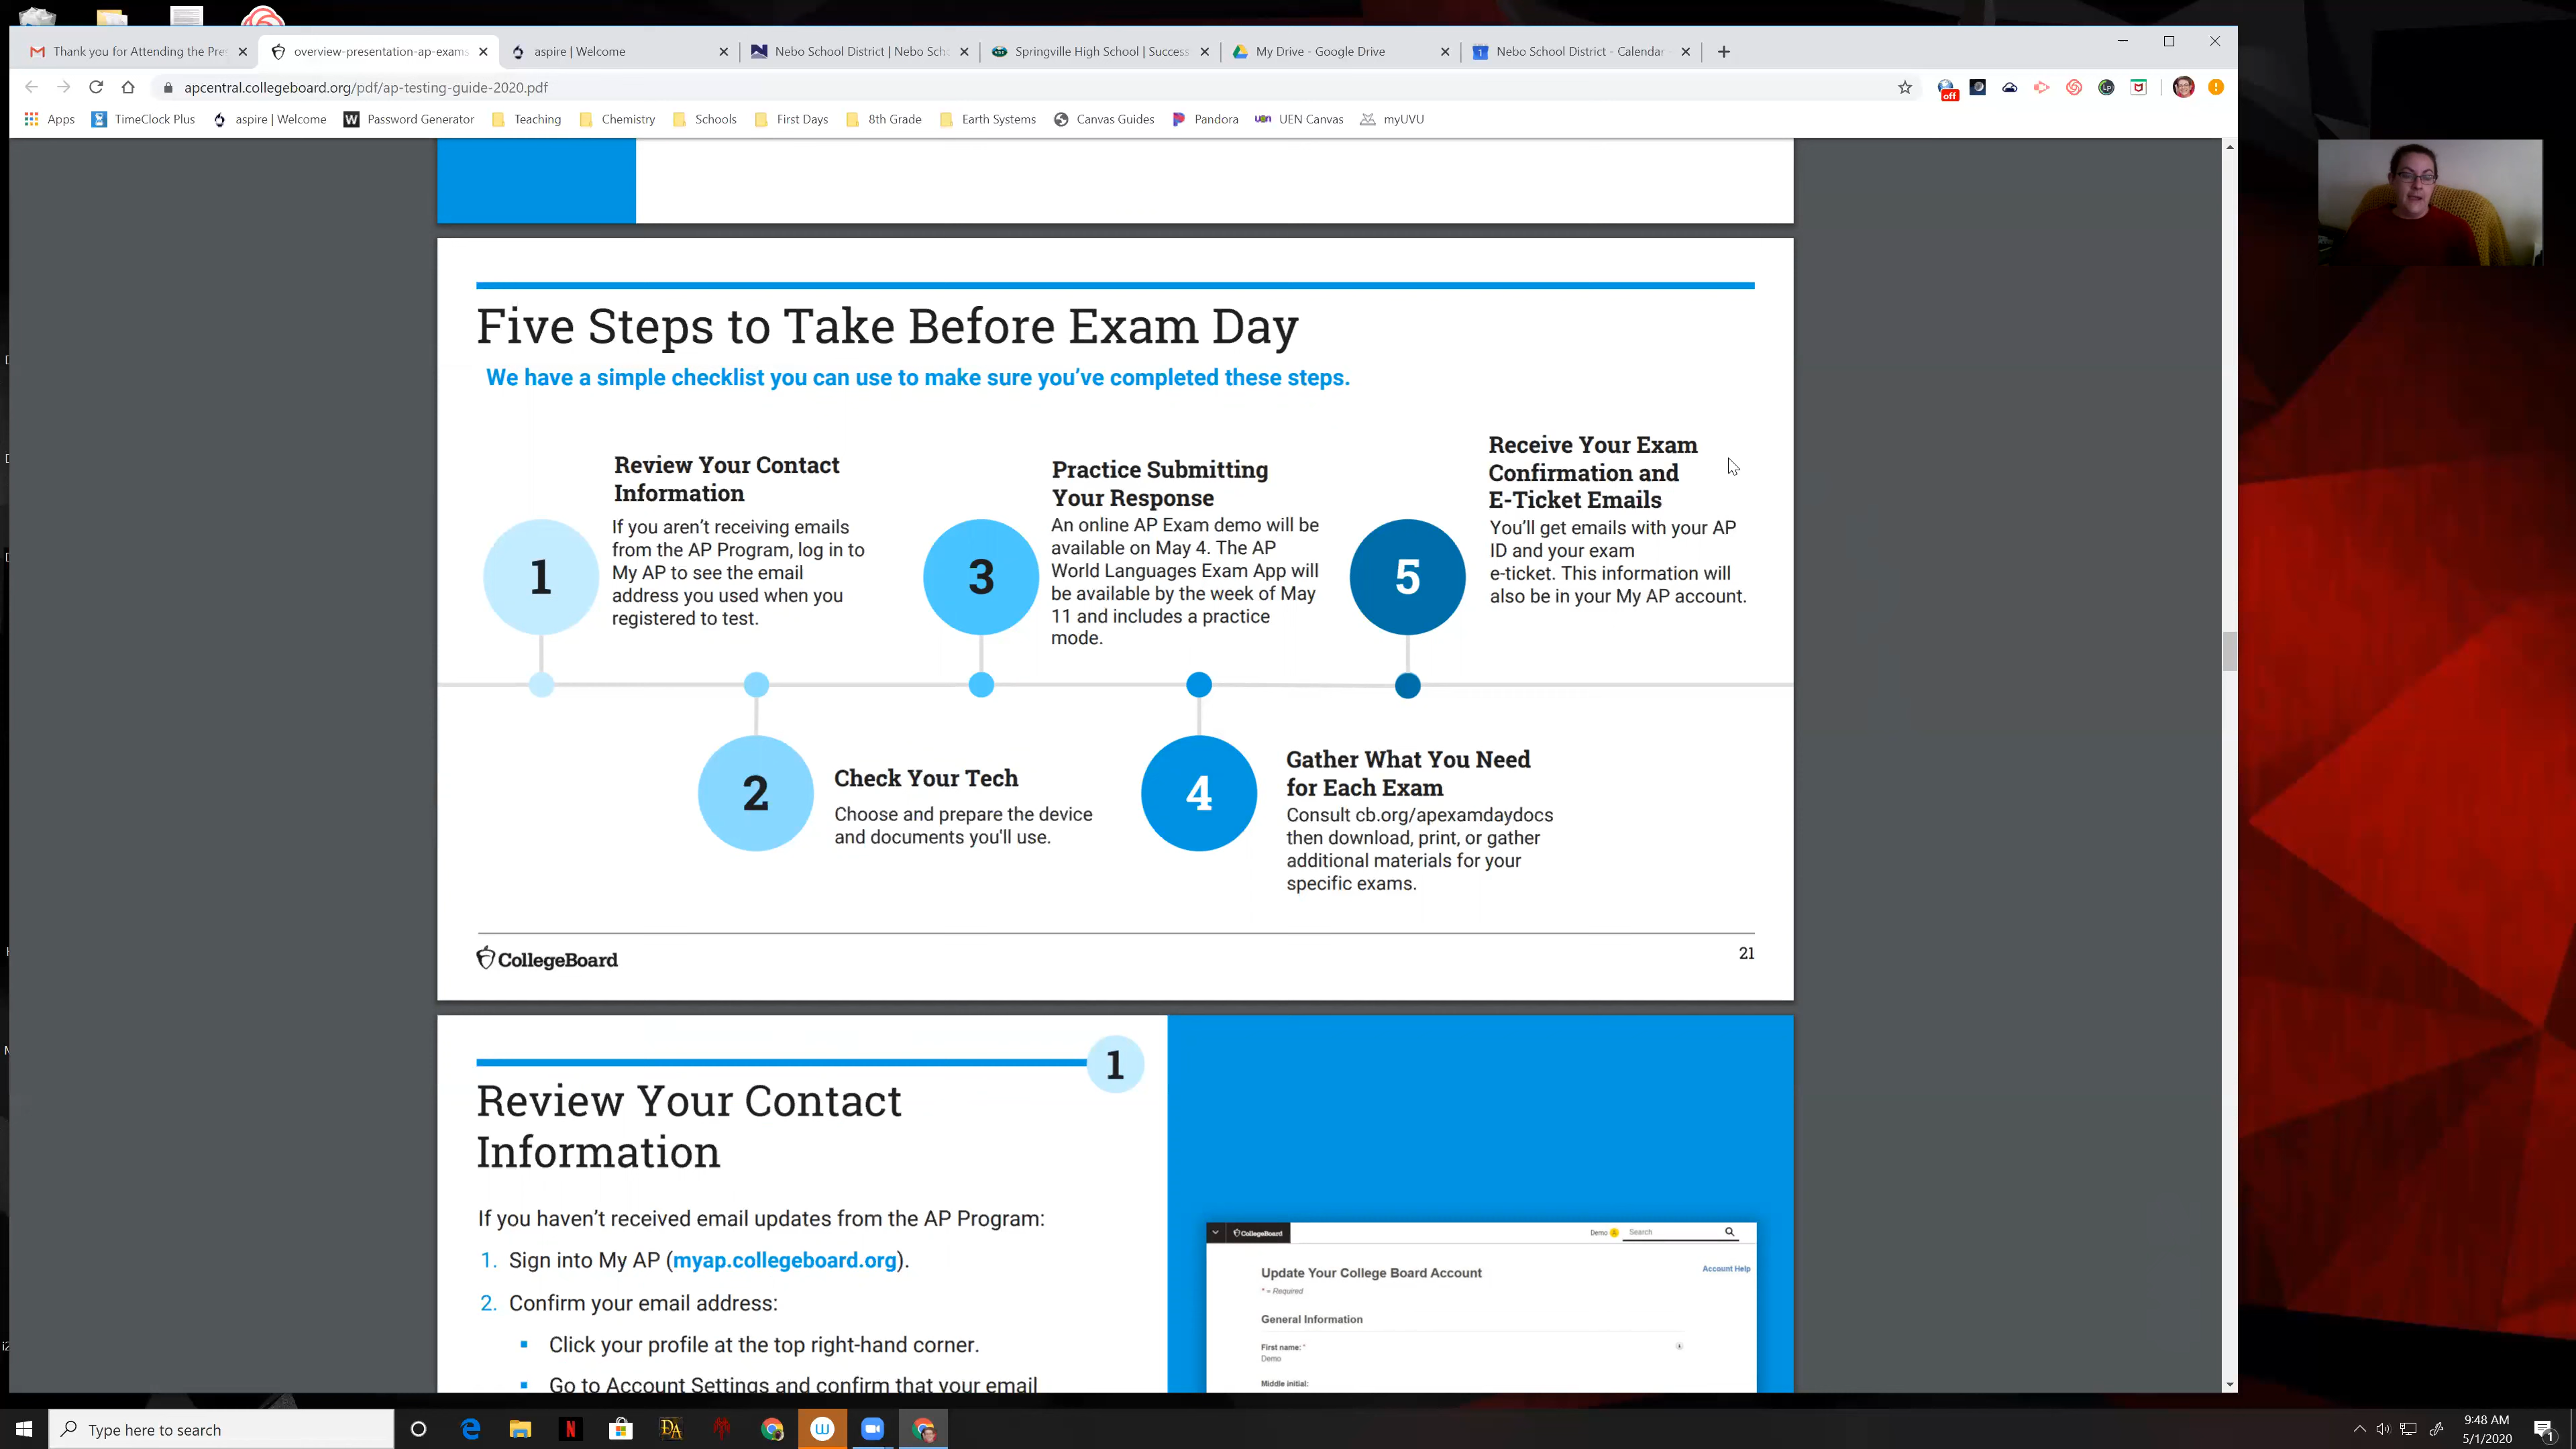 Thank you for Attending the Pre
overview-presentation-ap-exams
aspire | Welcome
Nebo School District | Nebo Sch
Springville High School | Success
My Drive - Google Drive
Nebo School District - Calendar
apcentral.collegeboard.org/pdf/ap-testing-guide-2020.pdf
off
Apps
TimeClock Plus
aspire | Welcome
Password Generator
Teaching
Chemistry
Schools
First Days
8th Grade
Earth Systems
Canvas Guides
Pandora
UEN Canvas
myUVU
Five Steps to Take Before Exam Day
We have a simple checklist you can use to make sure you've completed these steps.
1
Review Your Contact
Information
If you aren't receiving emails
from the AP Program, log in to
My AP to see the email
address you used when you
registered to test.
2
Check Your Tech
Choose and prepare the device
and documents you'll use.
3
Practice Submitting
Your Response
An online AP Exam demo will be
available on May 4. The AP
World Languages Exam App will
be available by the week of May
11 and includes a practice
mode.
4
Gather What You Need
for Each Exam
Consult cb.org/apexamdaydocs
then download, print, or gather
additional materials for your
specific exams.
5
Receive Your Exam
Confirmation and
E-Ticket Emails
You'll get emails with your AP
ID and your exam
e-ticket. This information will
also be in your My AP account.
CollegeBoard
21
1
Review Your Contact
Information
If you haven't received email updates from the AP Program:
1. Sign into My AP (myap.collegeboard.org).
2. Confirm your email address:
▪ Click your profile at the top right-hand corner.
▪ Go to Account Settings and confirm that your email
CollegeBoard
Demo
Search
Update Your College Board Account
Account Help
* = Required
General Information
First name: *
Demo
Middle initial:
Type here to search
9:48 AM
5/1/2020
1